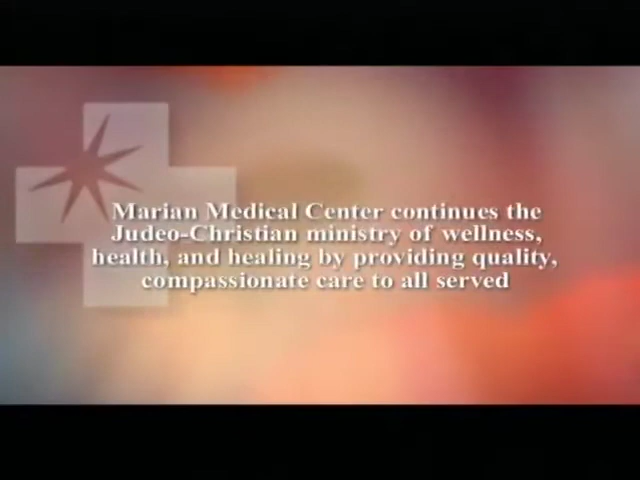 Marian Medical Center continues the
Judeo-Christian ministry of wellness,
health, and healing by providing quality,
compassionate care to all served